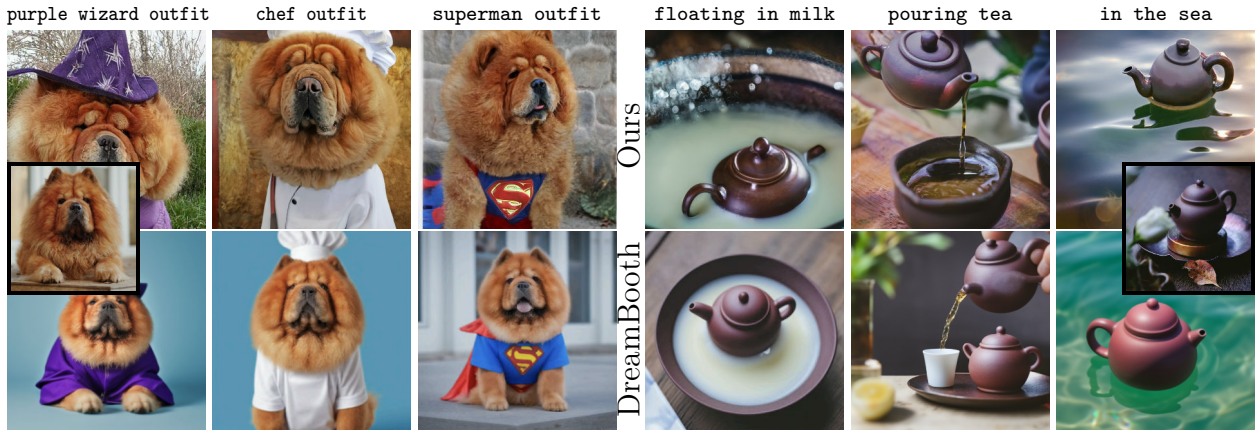 purple wizard outfit
chef outfit
superman outfit
floating in milk
pouring tea
in the sea
Ours
DreamBooth
S
S